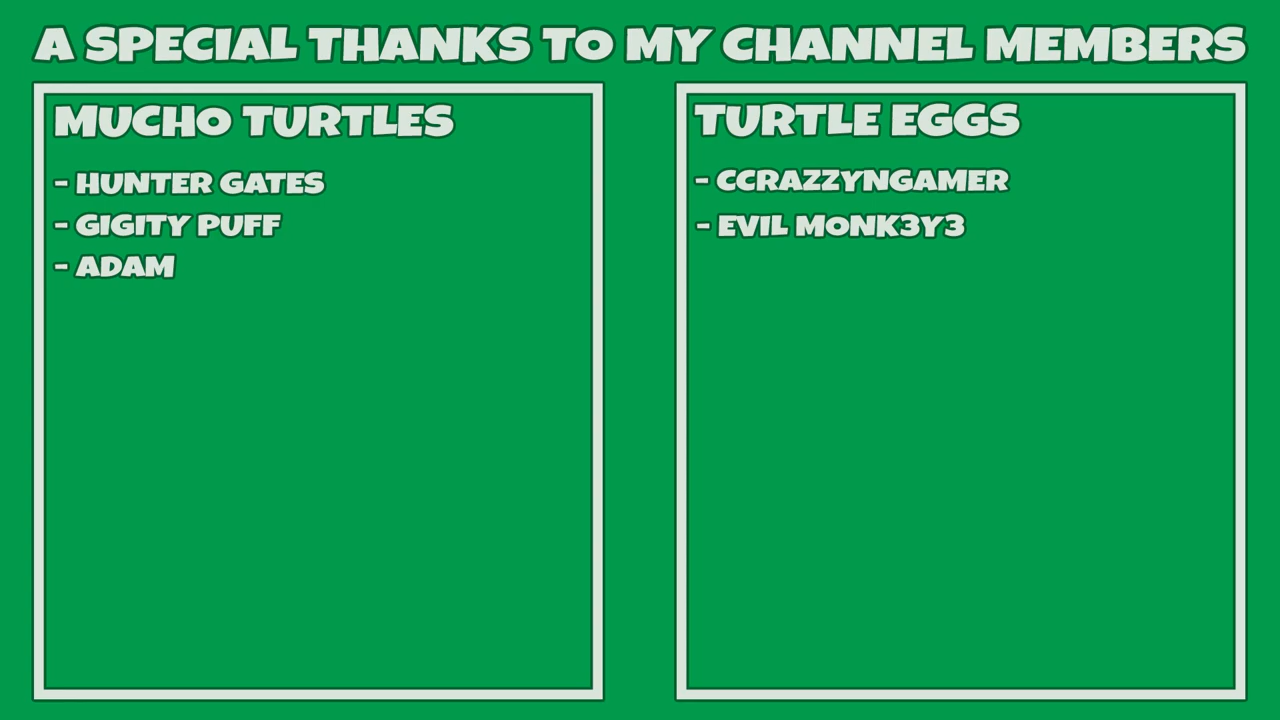 A SPECIAL THANKS TO MY CHANNEL MEMBERS
MUCHO TURTLES
- HUNTER GATES
- GIGITY PUFF
- ADAM
TURTLE EGGS
- CCRAZZYNGAMER
- EVIL MONK3Y3